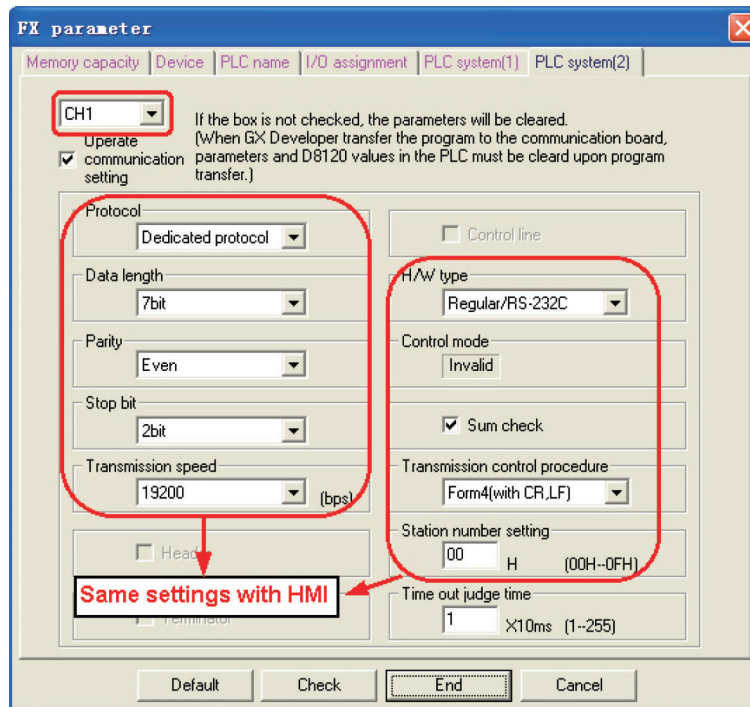 FX parameter
Memory capacity Device PLC name I/O assignment PLC system(1) PLC system(2)
CH1
If the box is not checked, the parameters will be cleared.
(When GX Developer transfer the program to the communication board,
parameters and D8120 values in the PLC must be cleard upon program
transfer.)
Operate
communication
setting
Protocol
Dedicated protocol
Control line
Data length
7bit
H/W type
Regular/RS-232C
Parity
Even
Control mode
Invalid
Stop bit
2bit
Sum check
Transmission speed
19200 (bps)
Transmission control procedure
Form4(with CR,LF)
Station number setting
00 H (00H--0FH)
Same settings with HMI
Terminator
Time out judge time
1 X10ms (1--255)
Default Check End Cancel